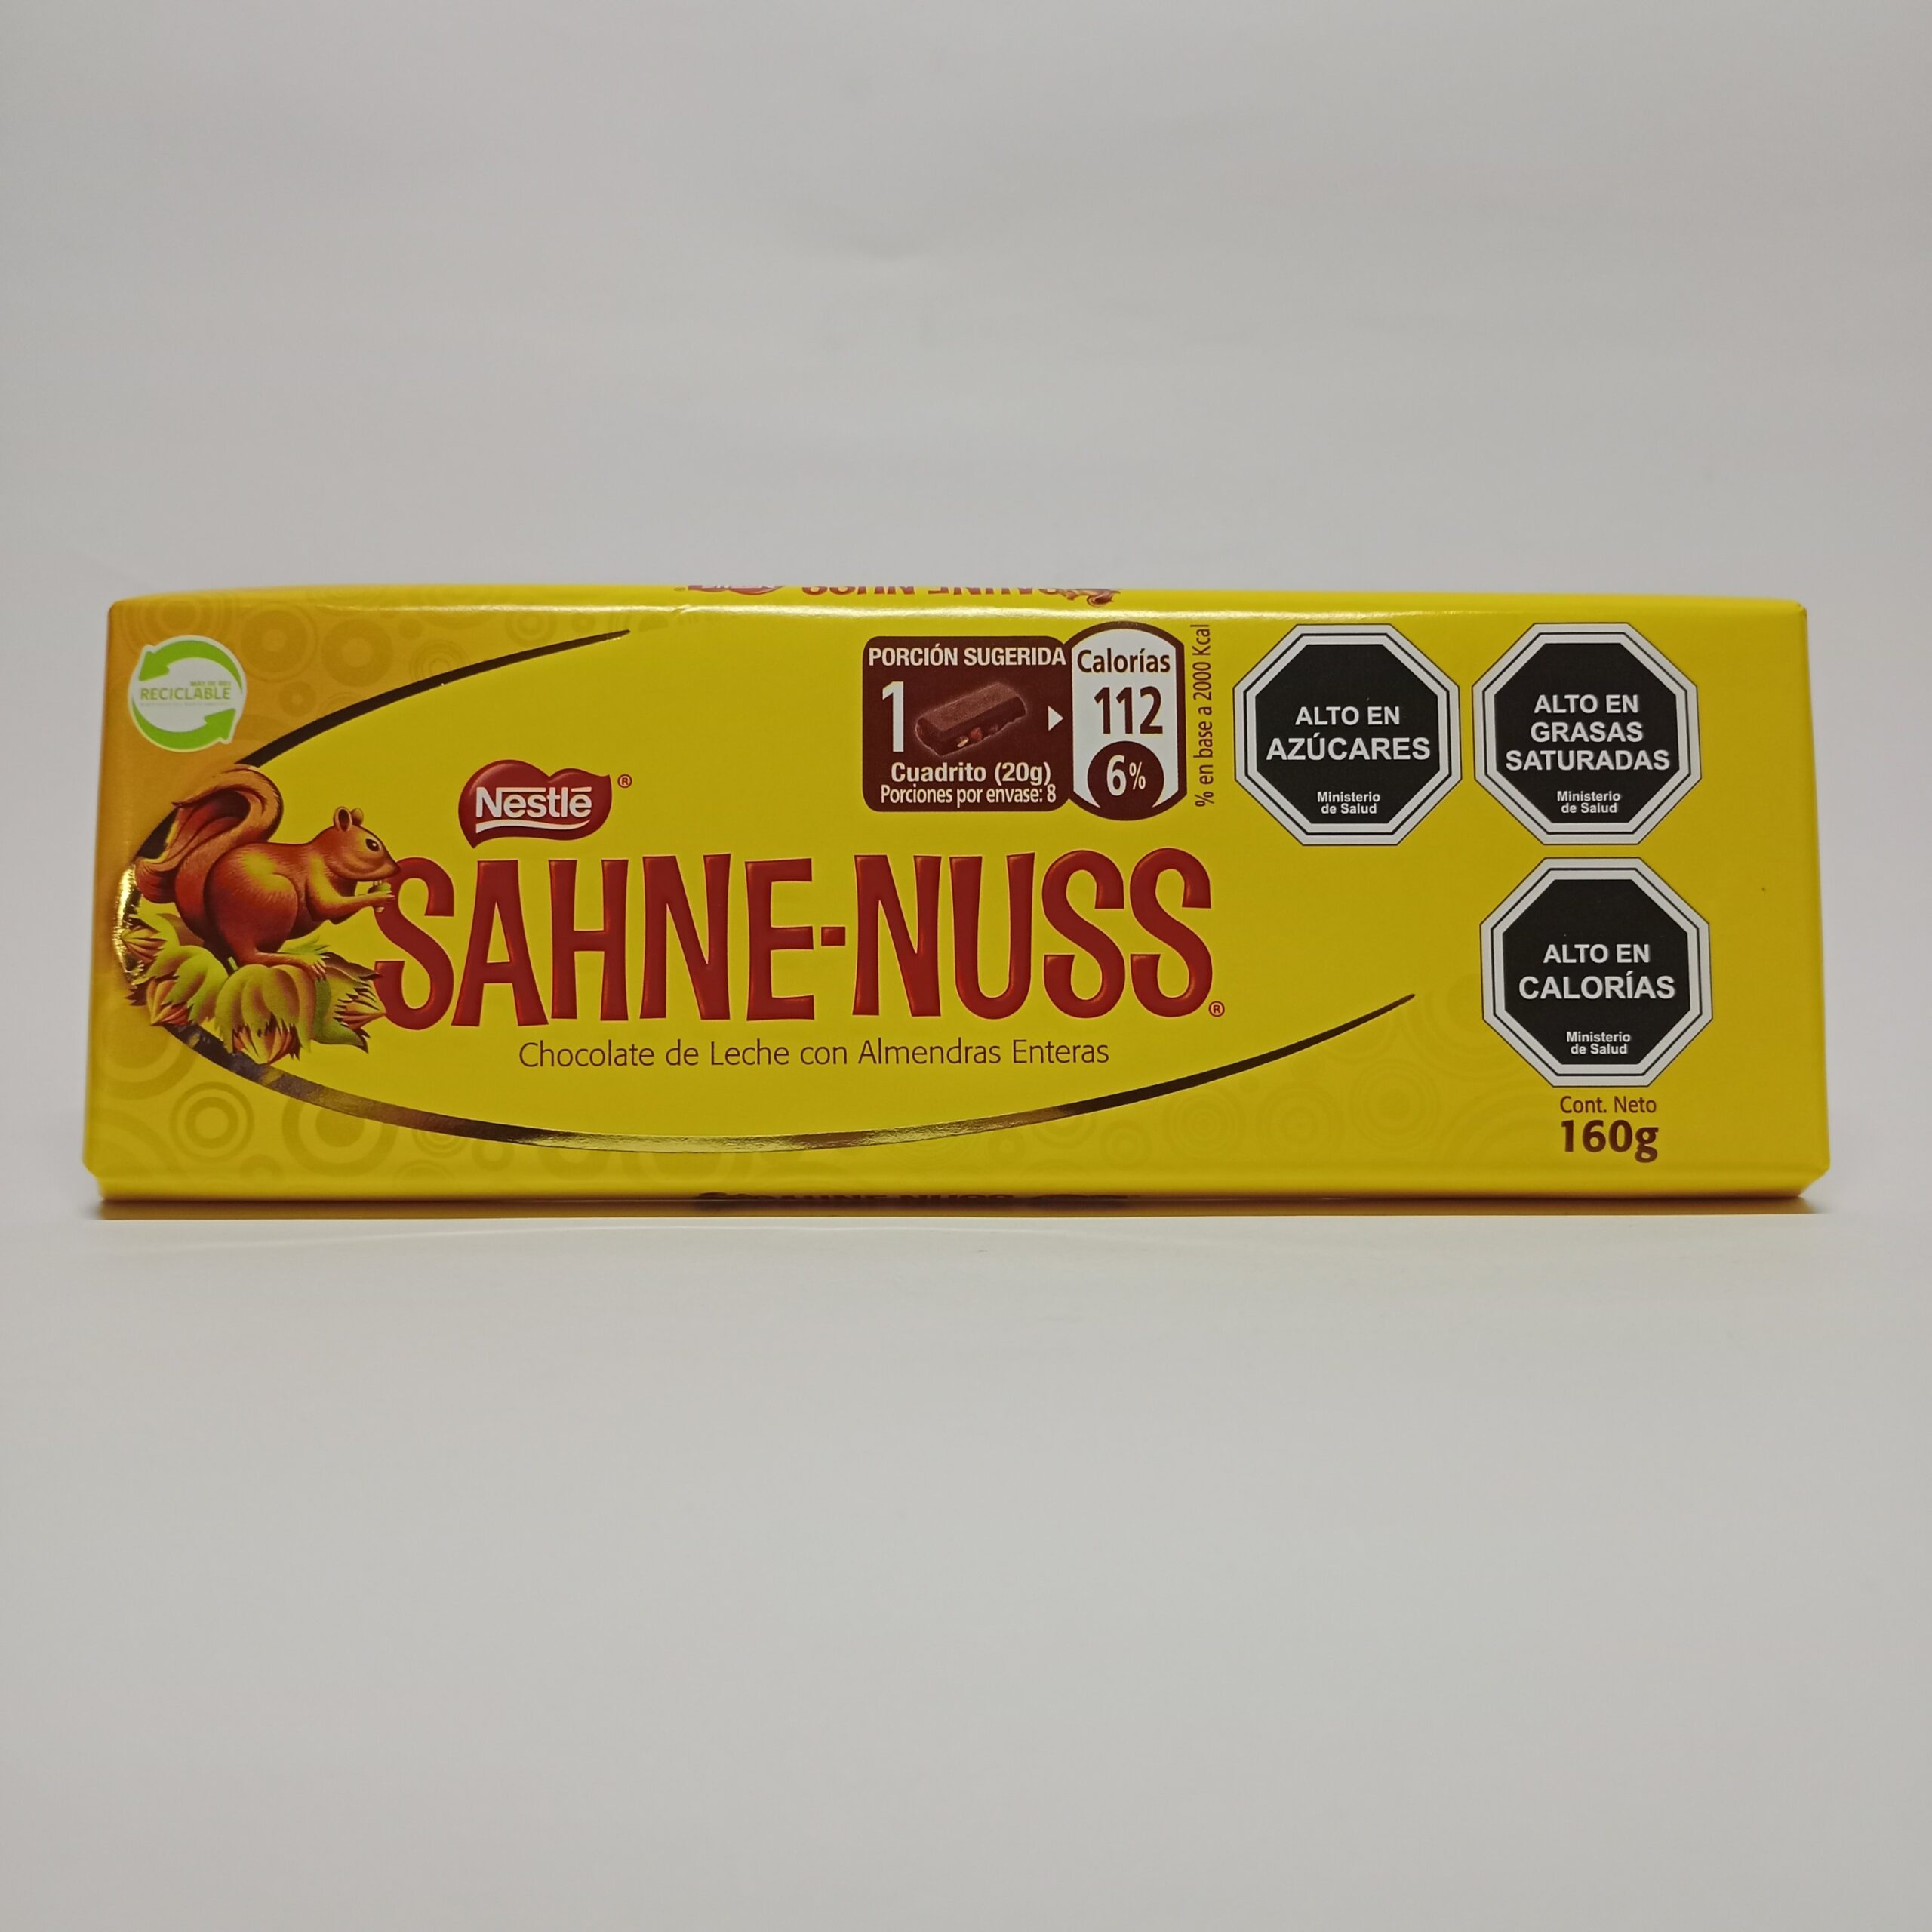 RECICLABLE
PORCIÓN SUGERIDA
1
Cuadrito (20g)
Porciones por envase: 8
Calorías
112
6%
% en base a 2000 Kcal
ALTO EN
AZÚCARES
Ministerio
de Salud
ALTO EN
GRASAS
SATURADAS
Ministerio
de Salud
Nestlé®
SAHNE-NUSS®
Chocolate de Leche con Almendras Enteras
ALTO EN
CALORÍAS
Ministerio
de Salud
Cont. Neto
160g